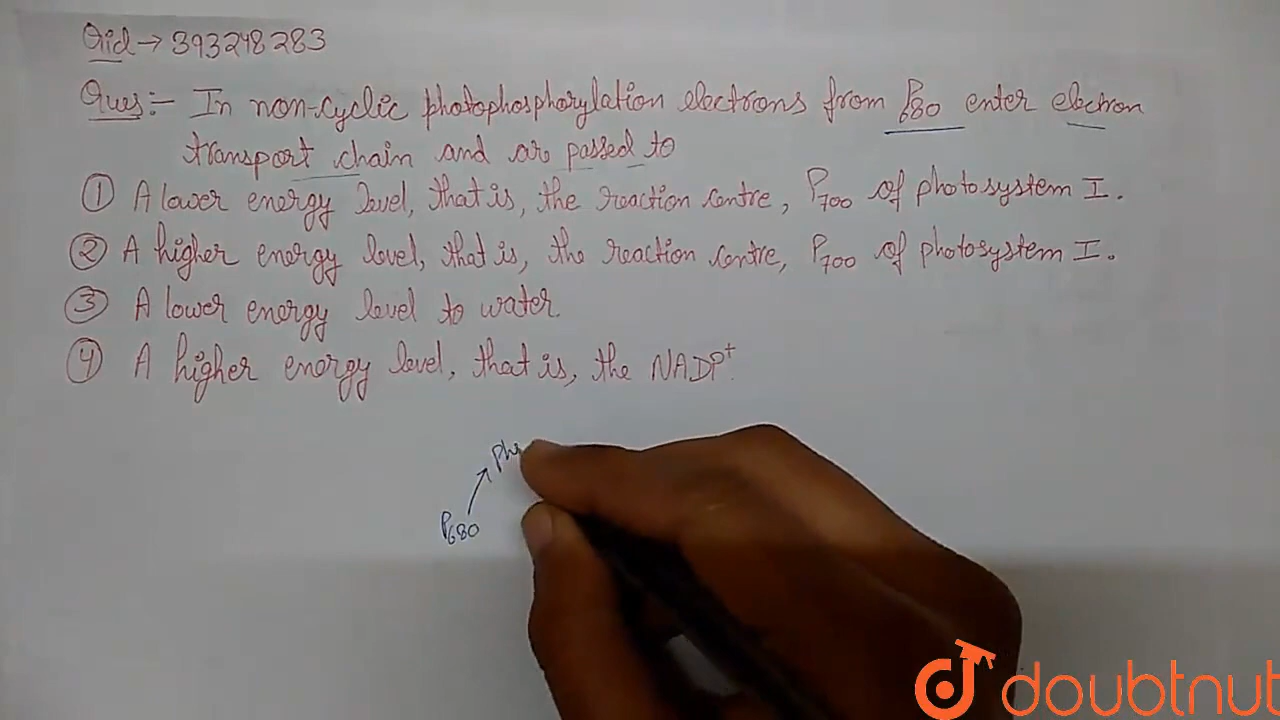 Qid → 393248283
Ques:- In non-cyclic photophosphorylation electrons from P680 enter electron
transport chain and are passed to
① A lower energy level, that is, the reaction centre, P700 of photosystem I.
② A higher energy level, that is, the reaction centre, P700 of photosystem I.
③ A lower energy level to water.
④ A higher energy level, that is, the NADP+.
Phe
P680
doubtnut